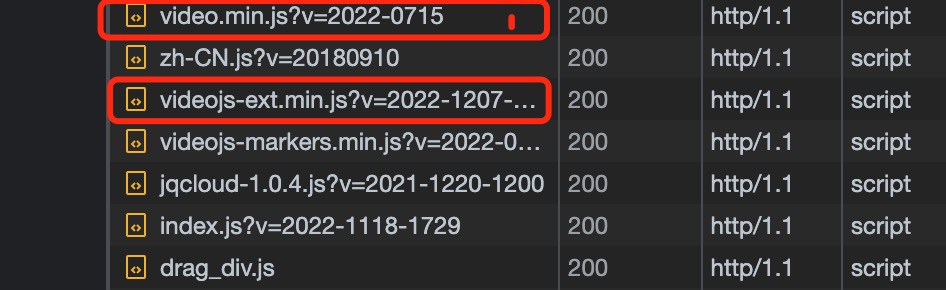 video.min.js?v=2022-0715 200 http/1.1 script
zh-CN.js?v=20180910 200 http/1.1 script
videojs-ext.min.js?v=2022-1207-... 200 http/1.1 script
videojs-markers.min.js?v=2022-0... 200 http/1.1 script
jqcloud-1.0.4.js?v=2021-1220-1200 200 http/1.1 script
index.js?v=2022-1118-1729 200 http/1.1 script
drag_div.js 200 http/1.1 script